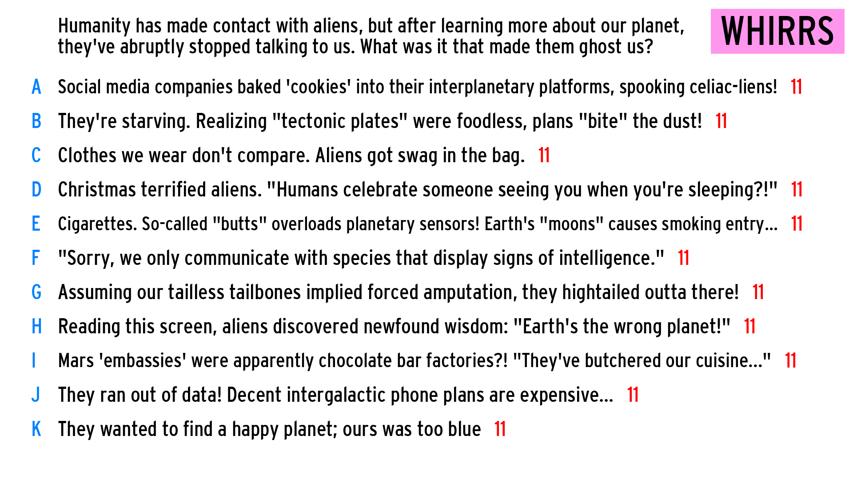 Humanity has made contact with aliens, but after learning more about our planet,
they've abruptly stopped talking to us. What was it that made them ghost us?
WHIRRS
A Social media companies baked 'cookies' into their interplanetary platforms, spooking celiac-liens! 11
B They're starving. Realizing "tectonic plates" were foodless, plans "bite" the dust! 11
C Clothes we wear don't compare. Aliens got swag in the bag. 11
D Christmas terrified aliens. "Humans celebrate someone seeing you when you're sleeping?!" 11
E Cigarettes. So-called "butts" overloads planetary sensors! Earth's "moons" causes smoking entry... 11
F "Sorry, we only communicate with species that display signs of intelligence." 11
G Assuming our tailless tailbones implied forced amputation, they hightailed outta there! 11
H Reading this screen, aliens discovered newfound wisdom: "Earth's the wrong planet!" 11
I Mars 'embassies' were apparently chocolate bar factories?! "They've butchered our cuisine..." 11
J They ran out of data! Decent intergalactic phone plans are expensive... 11
K They wanted to find a happy planet; ours was too blue 11